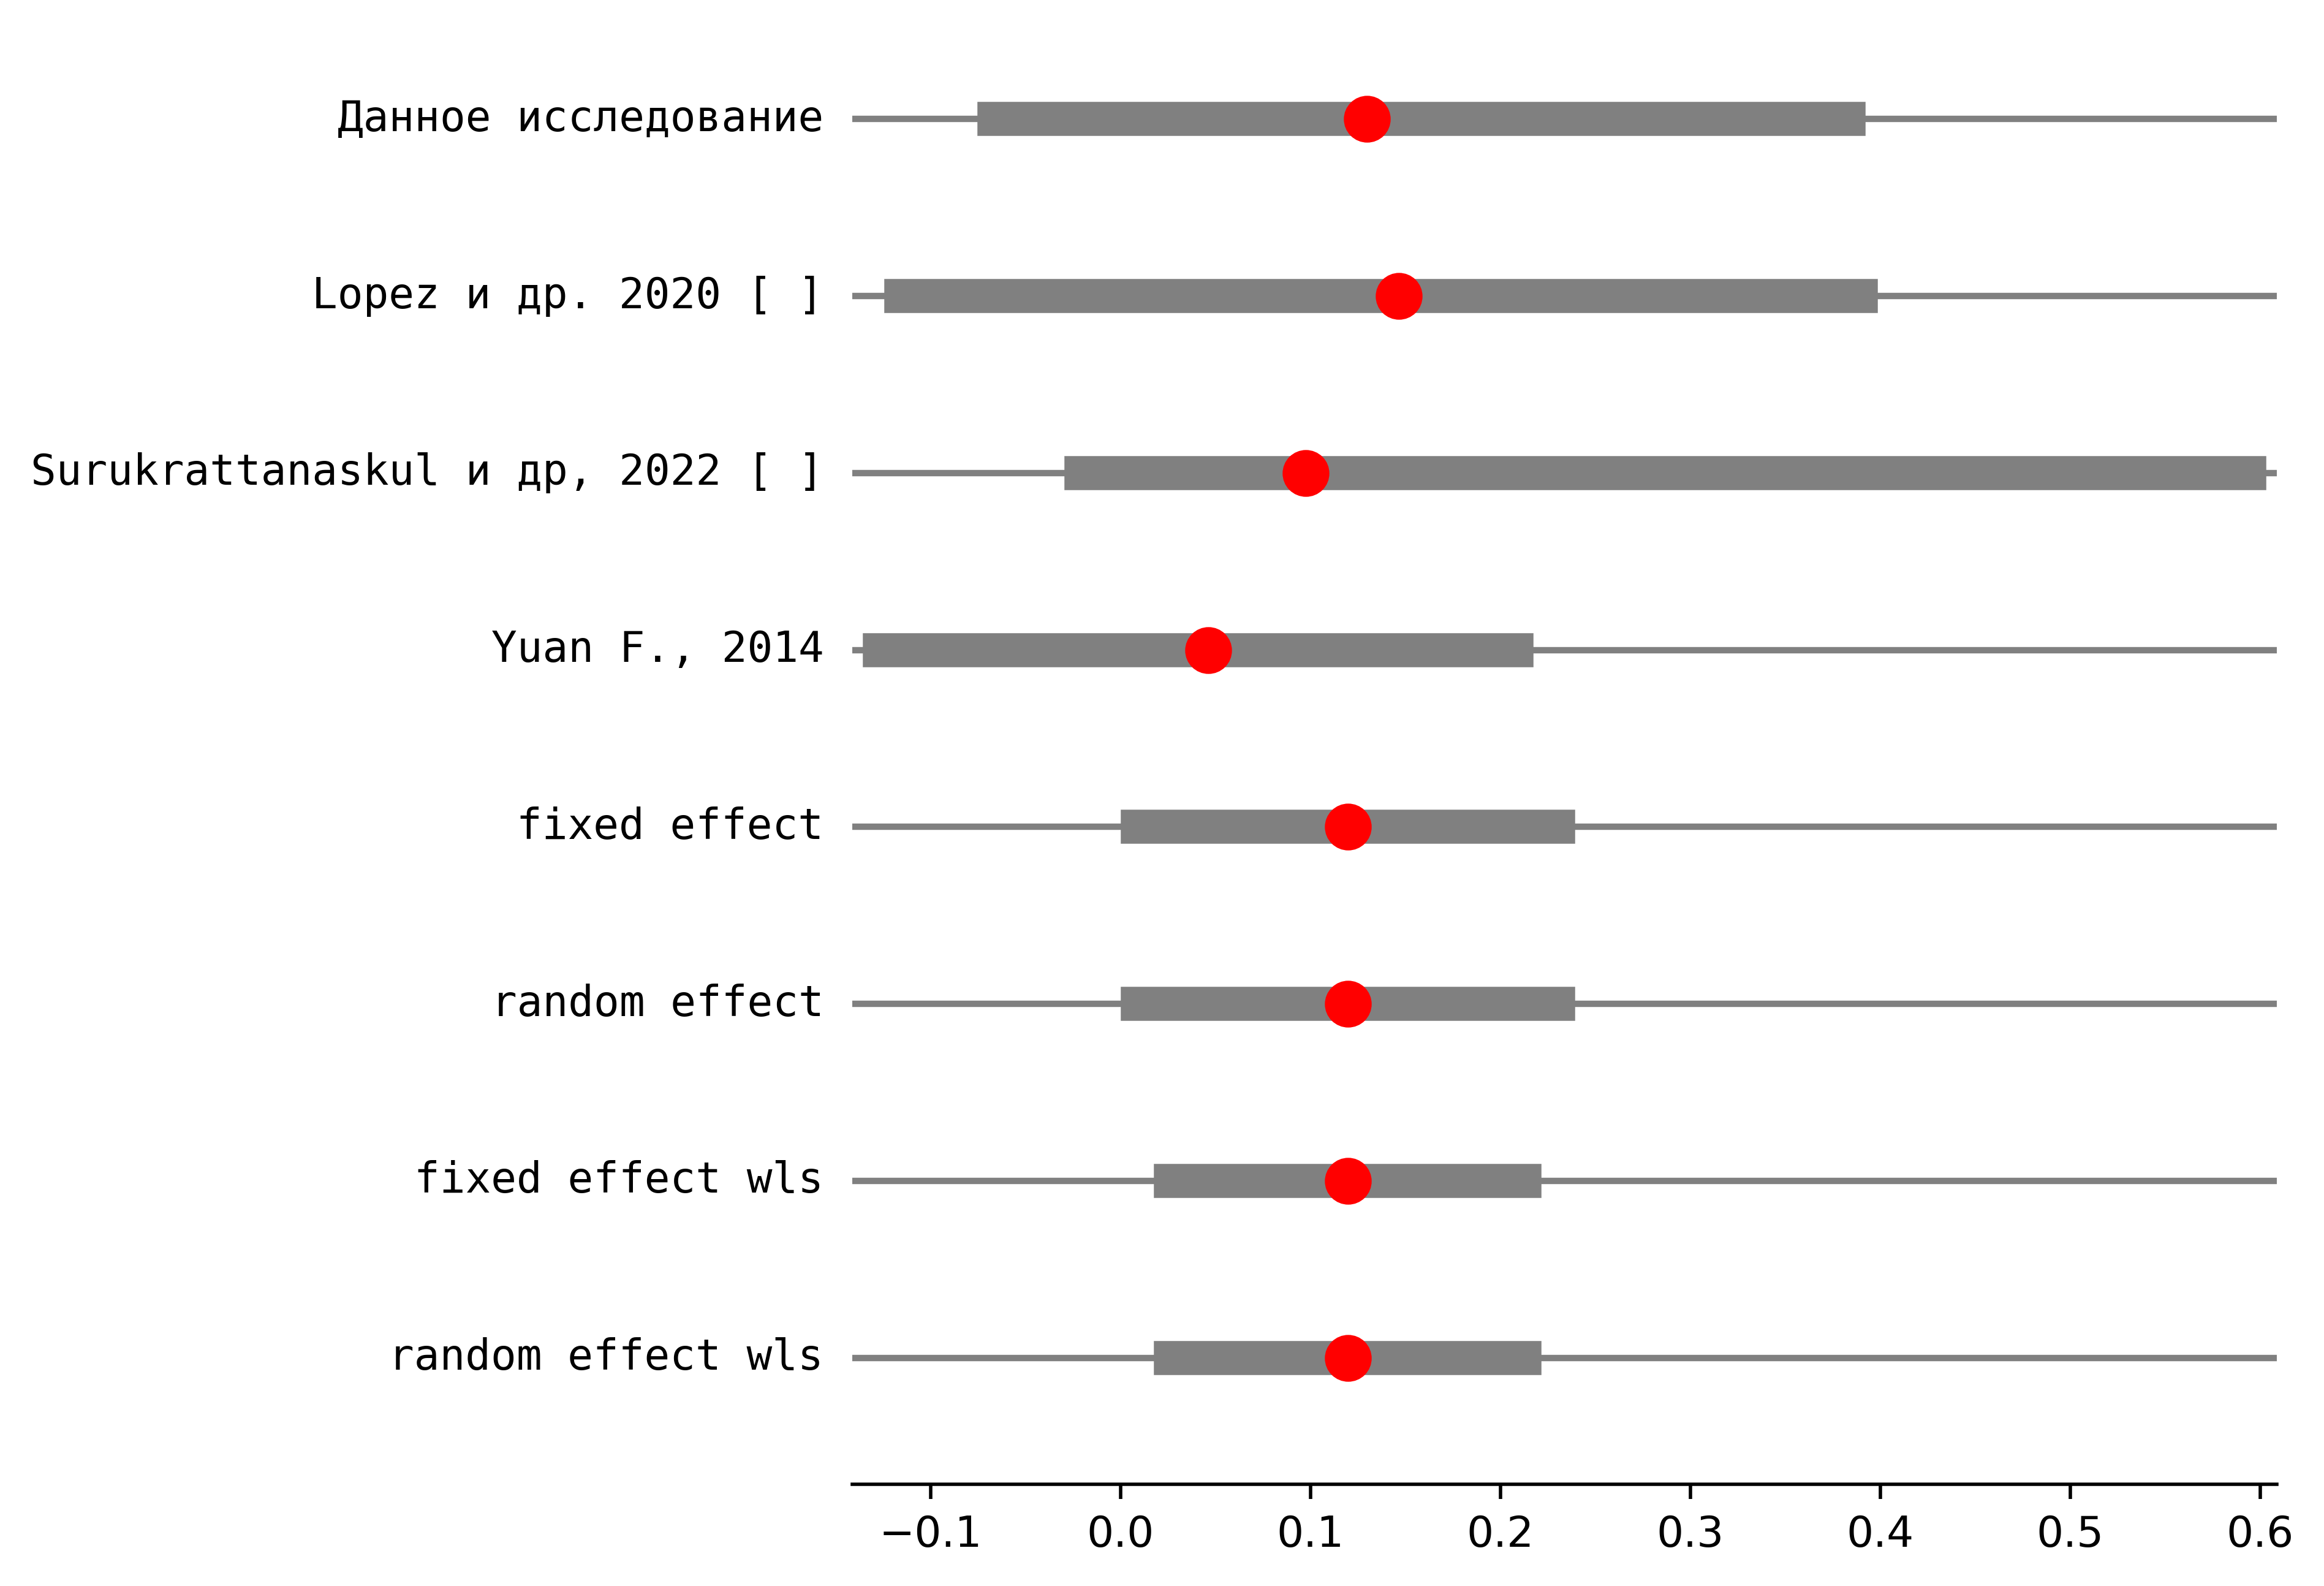 Данное исследование
Lopez и др. 2020 [ ]
Surukrattanaskul и др, 2022 [ ]
Yuan F., 2014
fixed effect
random effect
fixed effect wls
random effect wls
−0.1 0.0 0.1 0.2 0.3 0.4 0.5 0.6